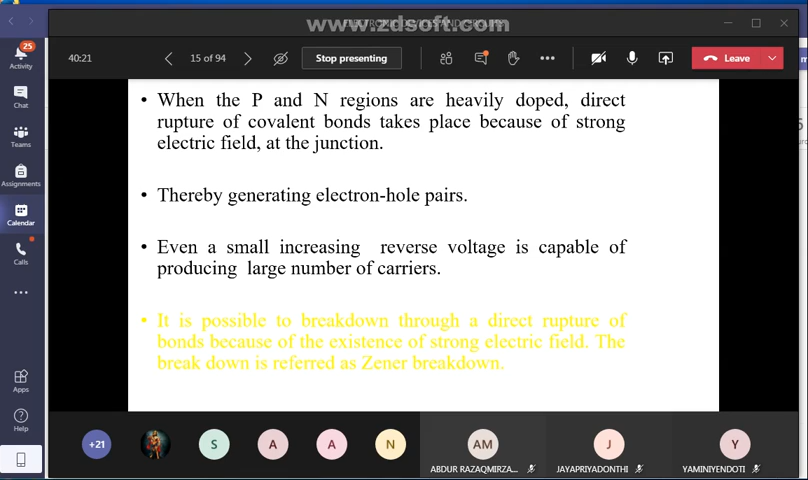 www.zdsoft.com
25
Activity
Chat
Teams
Assignments
Calendar
Calls
Apps
Help
40:21
15 of 94
Stop presenting
Leave
• When the P and N regions are heavily doped, direct
rupture of covalent bonds takes place because of strong
electric field, at the junction.
• Thereby generating electron-hole pairs.
• Even a small increasing reverse voltage is capable of
producing large number of carriers.
• It is possible to breakdown through a direct rupture of
bonds because of the existence of strong electric field. The
break down is referred as Zener breakdown.
+21
S
A
A
N
AM
J
Y
ABDUR RAZAQMIRZA...
JAYAPRIYADONTHI
YAMINIYENDOTI